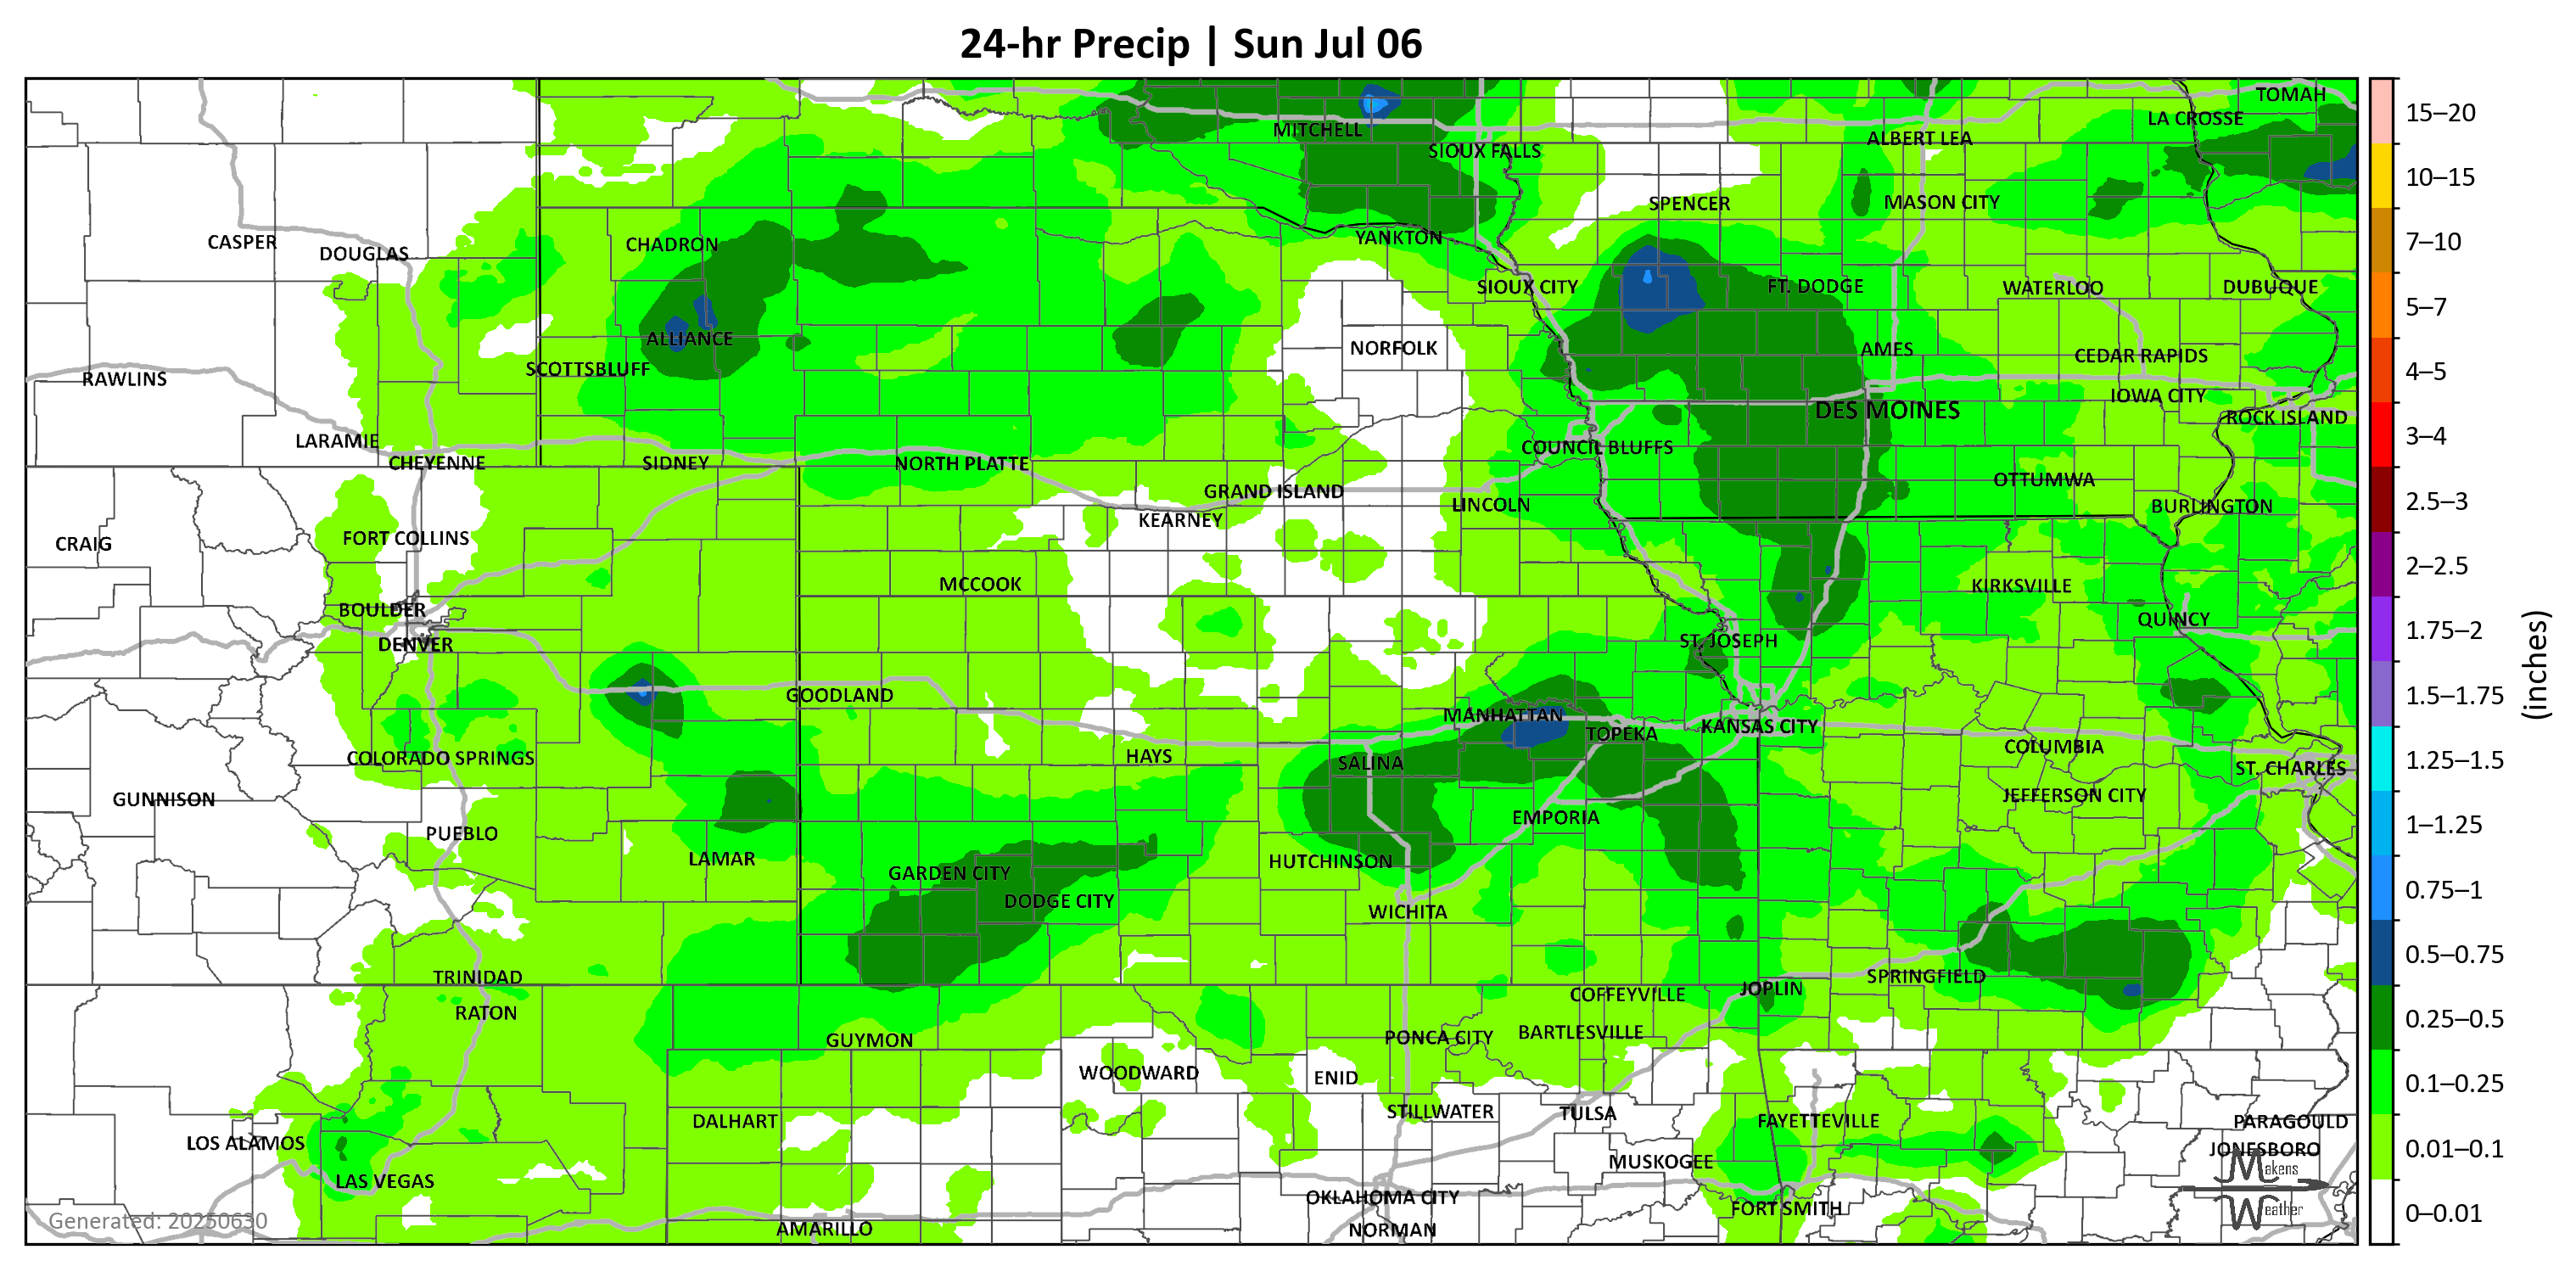 24-hr Precip | Sun Jul 06
TOMAH
LA CROSSE
MITCHELL
ALBERT LEA
SIOUX FALLS
SPENCER
MASON CITY
YANKTON
CASPER
CHADRON
DOUGLAS
SIOUX CITY
FT. DODGE
WATERLOO
DUBUQUE
ALLIANCE
NORFOLK
AMES
CEDAR RAPIDS
SCOTTSBLUFF
RAWLINS
IOWA CITY
DES MOINES
ROCK ISLAND
LARAMIE
COUNCIL BLUFFS
CHEYENNE
SIDNEY
NORTH PLATTE
OTTUMWA
GRAND ISLAND
LINCOLN
BURLINGTON
KEARNEY
FORT COLLINS
CRAIG
MCCOOK
KIRKSVILLE
BOULDER
QUINCY
DENVER
ST. JOSEPH
GOODLAND
MANHATTAN
KANSAS CITY
TOPEKA
COLUMBIA
HAYS
COLORADO SPRINGS
SALINA
ST. CHARLES
GUNNISON
JEFFERSON CITY
EMPORIA
PUEBLO
LAMAR
HUTCHINSON
GARDEN CITY
DODGE CITY
WICHITA
TRINIDAD
SPRINGFIELD
JOPLIN
COFFEYVILLE
RATON
BARTLESVILLE
PONCA CITY
GUYMON
WOODWARD
ENID
STILLWATER
TULSA
DALHART
FAYETTEVILLE
PARAGOULD
LOS ALAMOS
JONESBORO
MUSKOGEE
LAS VEGAS
OKLAHOMA CITY
FORT SMITH
AMARILLO
NORMAN
Makens
Weather
Generated: 20250630
15–20
10–15
7–10
5–7
4–5
3–4
2.5–3
2–2.5
1.75–2
1.5–1.75
1.25–1.5
1–1.25
0.75–1
0.5–0.75
0.25–0.5
0.1–0.25
0.01–0.1
0–0.01
(inches)